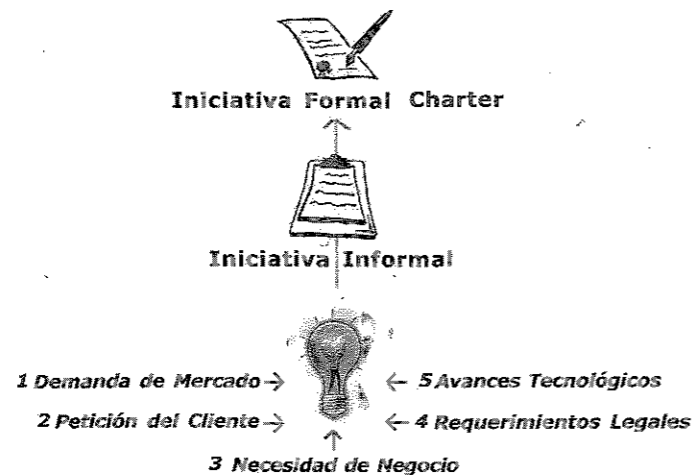 Iniciativa Formal Charter
Iniciativa Informal
1 Demanda de Mercado → ← 5 Avances Tecnológicos
2 Petición del Cliente → ← 4 Requerimientos Legales
3 Necesidad de Negocio